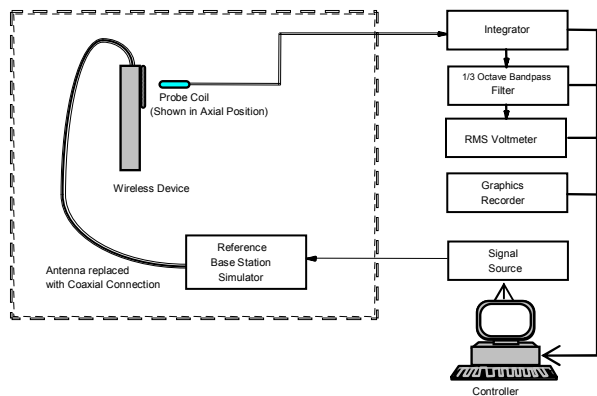 Integrator
1/3 Octave Bandpass
Filter
Probe Coil
(Shown in Axial Position)
RMS Voltmeter
Wireless Device
Graphics
Recorder
Reference
Base Station
Simulator
Signal
Source
Antenna replaced
with Coaxial Connection
Controller